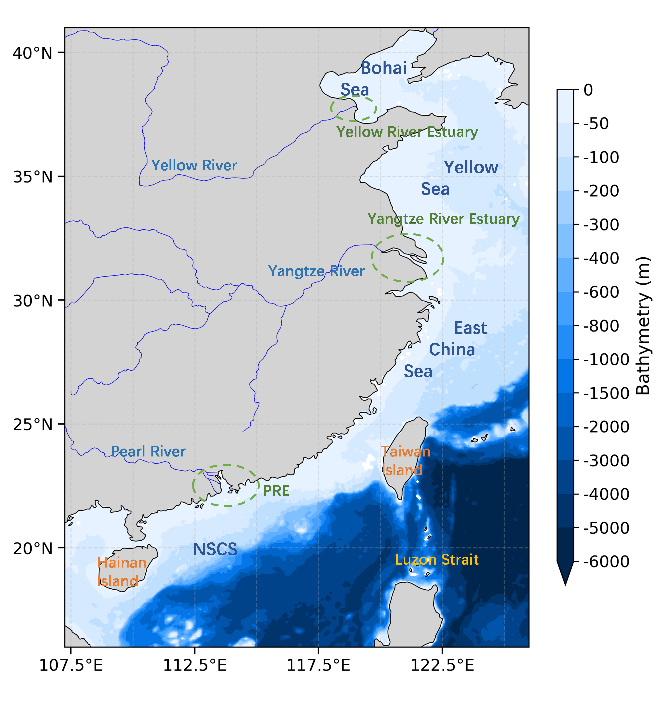 40°N
Bohai
Sea
0
-50
Yellow River Estuary
-100
Yellow River
Yellow
35°N
Sea
-200
Yangtze River Estuary
-300
-400
Yangtze River
-600
30°N
East
-800
China
Sea
-1000
-1500
Bathymetry (m)
25°N
-2000
Pearl River
Taiwan
Island
-3000
PRE
-4000
-5000
20°N
NSCS
Luzon Strait
-6000
Hainan
Island
107.5°E
112.5°E
117.5°E
122.5°E